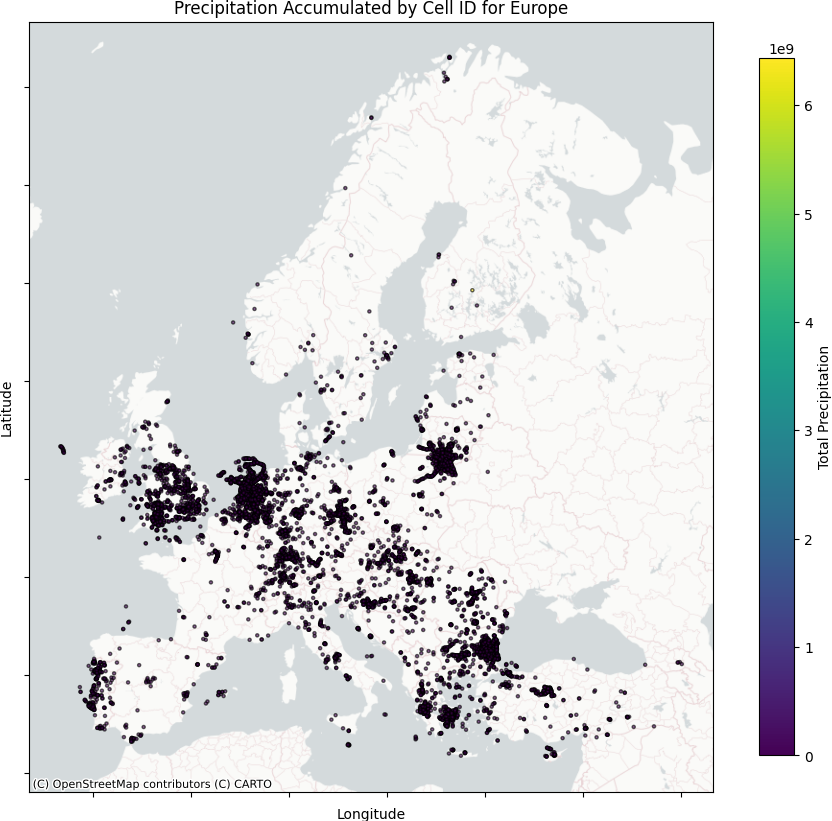 Precipitation Accumulated by Cell ID for Europe
1e9
6
5
4
3
2
1
0
Total Precipitation
Latitude
(C) OpenStreetMap contributors (C) CARTO
Longitude